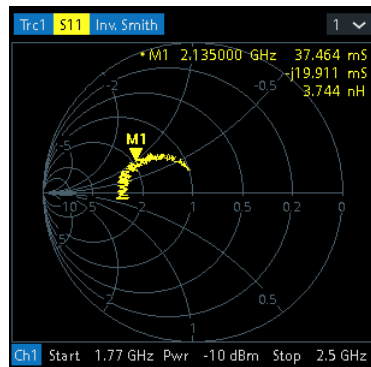 Trc1 S11 Inv. Smith 1
• M1 2.135000 GHz 37.464 mS
-j19.911 mS
3.744 nH
-2 -0.5
-5
M1
10 5 2 1 0.5 0.2 0
5
0.5
2
1
Ch1 Start 1.77 GHz Pwr -10 dBm Stop 2.5 GHz